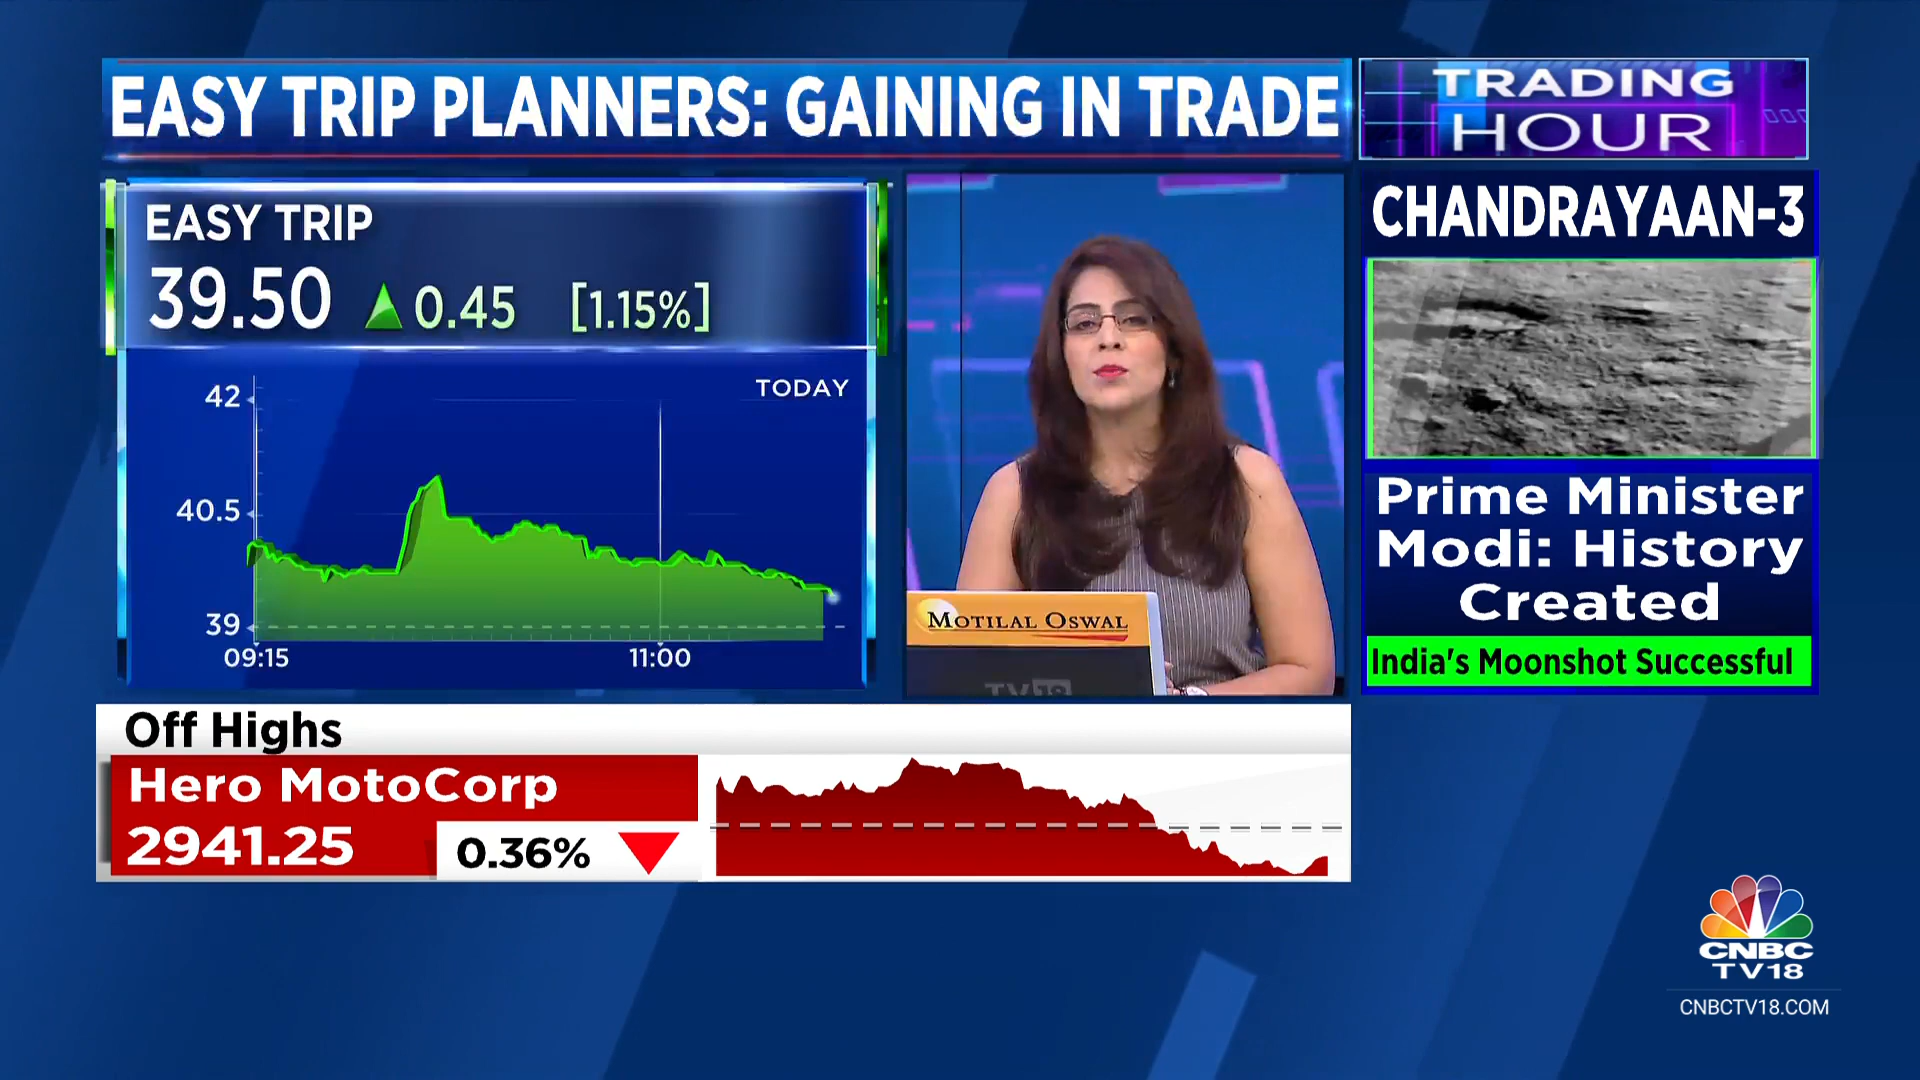 EASY TRIP PLANNERS: GAINING IN TRADE
TRADING
HOUR
EASY TRIP
39.50 ▲ 0.45 [1.15%]
TODAY
42
40.5
39
09:15 11:00
MOTILAL OSWAL
TV18
CHANDRAYAAN-3
Prime Minister
Modi: History
Created
India's Moonshot Successful
Off Highs
Hero MotoCorp
2941.25 0.36% ▼
CNBC
TV18
CNBCTV18.COM